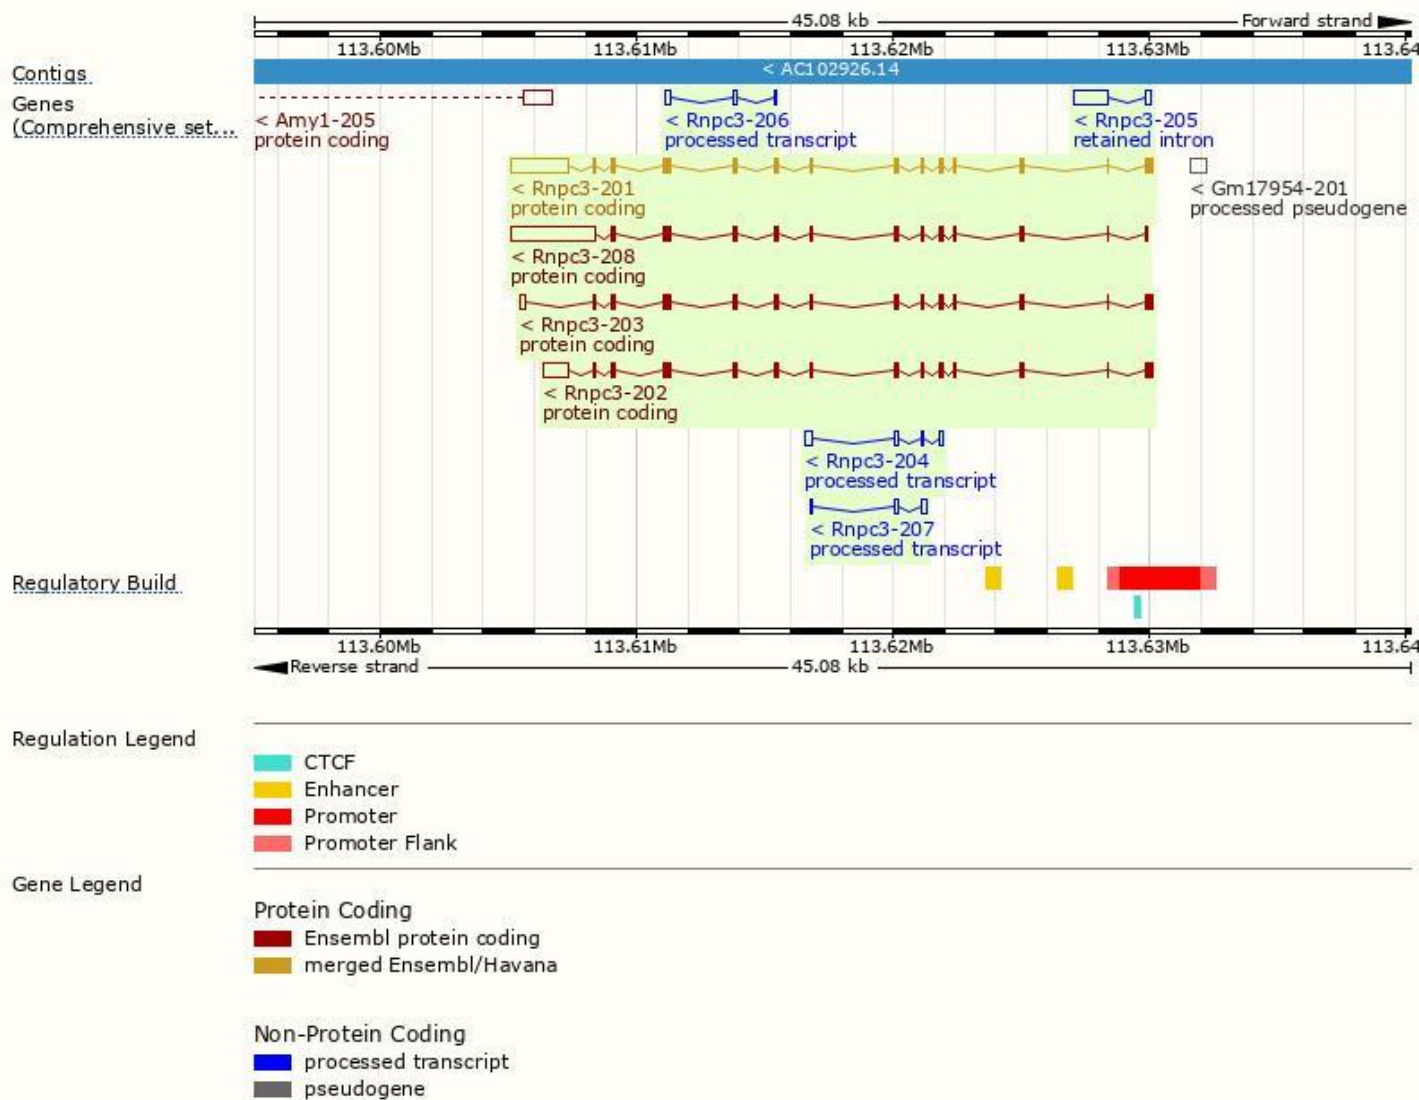 45.08 kb Forward strand
113.60Mb 113.61Mb 113.62Mb 113.63Mb 113.64
Contigs < AC102926.14
Genes
(Comprehensive set...
< Amy1-205 < Rnpc3-206 < Rnpc3-205
protein coding processed transcript retained intron
< Rnpc3-201 < Gm17954-201
protein coding processed pseudogene
< Rnpc3-208
protein coding
< Rnpc3-203
protein coding
< Rnpc3-202
protein coding
< Rnpc3-204
processed transcript
< Rnpc3-207
processed transcript
Regulatory Build
113.60Mb 113.61Mb 113.62Mb 113.63Mb 113.64
Reverse strand 45.08 kb
Regulation Legend
CTCF
Enhancer
Promoter
Promoter Flank
Gene Legend
Protein Coding
Ensembl protein coding
merged Ensembl/Havana
Non-Protein Coding
processed transcript
pseudogene